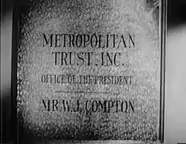 METROPOLITAN
TRUST, INC.
OFFICE OF THE PRESIDENT
MR. W. J. COMPTON